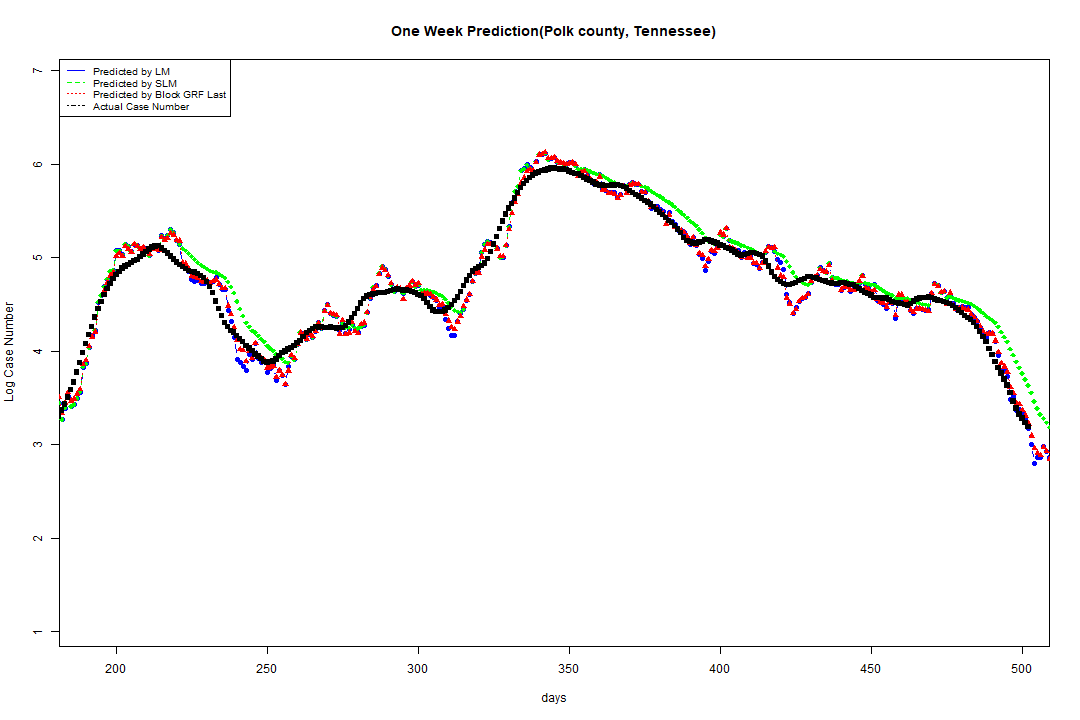 One Week Prediction(Polk county, Tennessee)
Predicted by LM
Predicted by SLM
Predicted by Block GRF Last
Actual Case Number
7
6
5
4
3
2
1
Log Case Number
200 250 300 350 400 450 500
days